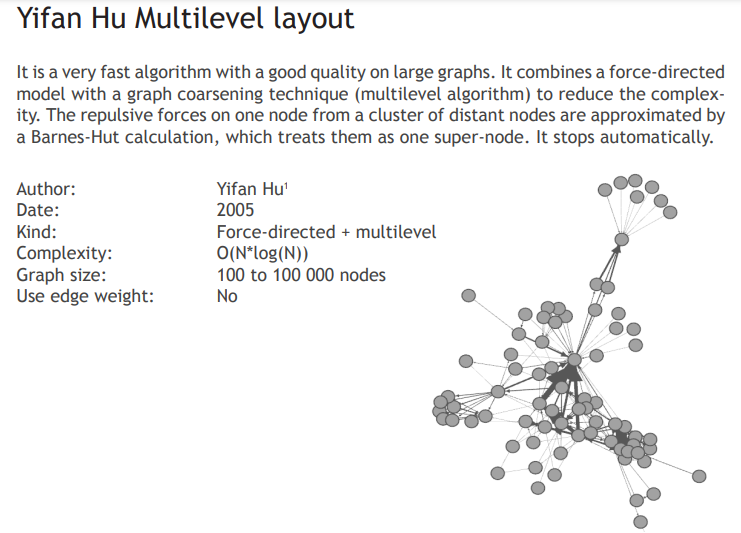 Yifan Hu Multilevel layout
It is a very fast algorithm with a good quality on large graphs. It combines a force-directed
model with a graph coarsening technique (multilevel algorithm) to reduce the complex-
ity. The repulsive forces on one node from a cluster of distant nodes are approximated by
a Barnes-Hut calculation, which treats them as one super-node. It stops automatically.
Author: Yifan Hu¹
Date: 2005
Kind: Force-directed + multilevel
Complexity: O(N*log(N))
Graph size: 100 to 100 000 nodes
Use edge weight: No